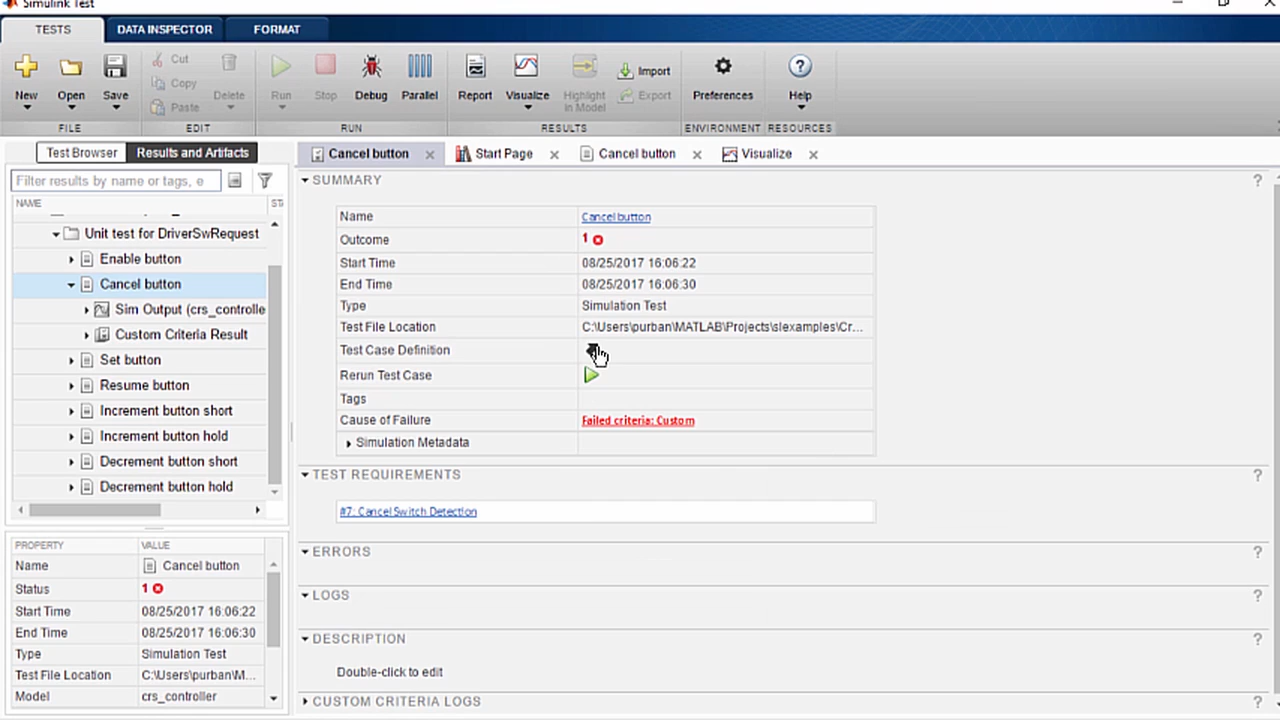 Simulink Test
TESTS DATA INSPECTOR FORMAT
New Open Save Cut Copy Paste Delete Run Stop Debug Parallel Report Visualize Highlight in Model Import Export Preferences Help
FILE EDIT RUN RESULTS ENVIRONMENT RESOURCES
Test Browser Results and Artifacts
Cancel button Start Page Cancel button Visualize
Filter results by name or tags, e
NAME
Unit test for DriverSwRequest
Enable button
Cancel button
Sim Output (crs_controlle
Custom Criteria Result
Set button
Resume button
Increment button short
Increment button hold
Decrement button short
Decrement button hold
PROPERTY VALUE
Name Cancel button
Status 1
Start Time 08/25/2017 16:06:22
End Time 08/25/2017 16:06:30
Type Simulation Test
Test File Location C:\Users\purban\M...
Model crs_controller
SUMMARY ?
Name Cancel button
Outcome 1
Start Time 08/25/2017 16:06:22
End Time 08/25/2017 16:06:30
Type Simulation Test
Test File Location C:\Users\purban\MATLAB\Projects\slexamples\Cr...
Test Case Definition
Rerun Test Case
Tags
Cause of Failure Failed criteria: Custom
Simulation Metadata
TEST REQUIREMENTS ?
#7: Cancel Switch Detection
ERRORS ?
LOGS ?
DESCRIPTION ?
Double-click to edit
CUSTOM CRITERIA LOGS ?